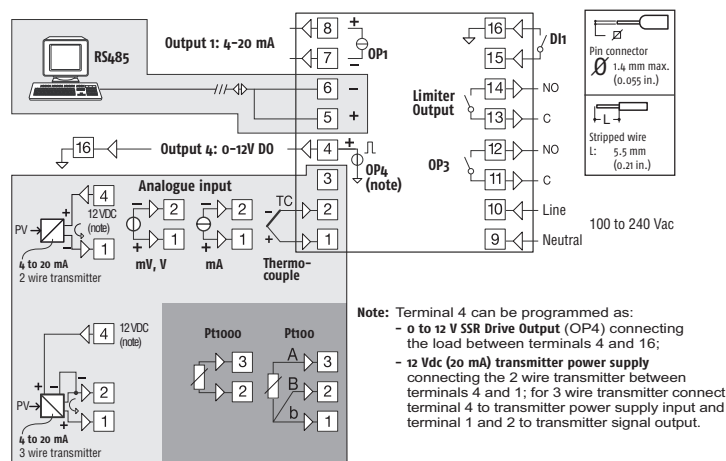 RS485
Output 1: 4-20 mA
8
+
7
–
OP1
6
–
5
+
16
Output 4: 0-12V DO
4
+
OP4
(note)
3
TC
–
2
+
1
Thermo-
couple
16
15
DI1
Limiter
Output
14
NO
13
C
OP3
12
NO
11
C
10
Line
9
Neutral
100 to 240 Vac
Pin connector
Ø 1.4 mm max.
(0.055 in.)
L
Stripped wire
L: 5.5 mm
(0.21 in.)
Analogue input
4
12 VDC
(note)
+
PV
–
1
4 to 20 mA
2 wire transmitter
–
2
+
1
mV, V
–
2
+
1
mA
4
12 VDC
(note)
+
–
–
2
PV
+
1
4 to 20 mA
3 wire transmitter
Pt1000
3
2
Pt100
A
3
B
2
b
1
Note: Terminal 4 can be programmed as:
- 0 to 12 V SSR Drive Output (OP4) connecting
the load between terminals 4 and 16;
- 12 Vdc (20 mA) transmitter power supply
connecting the 2 wire transmitter between
terminals 4 and 1; for 3 wire transmitter connect
terminal 4 to transmitter power supply input and
terminal 1 and 2 to transmitter signal output.